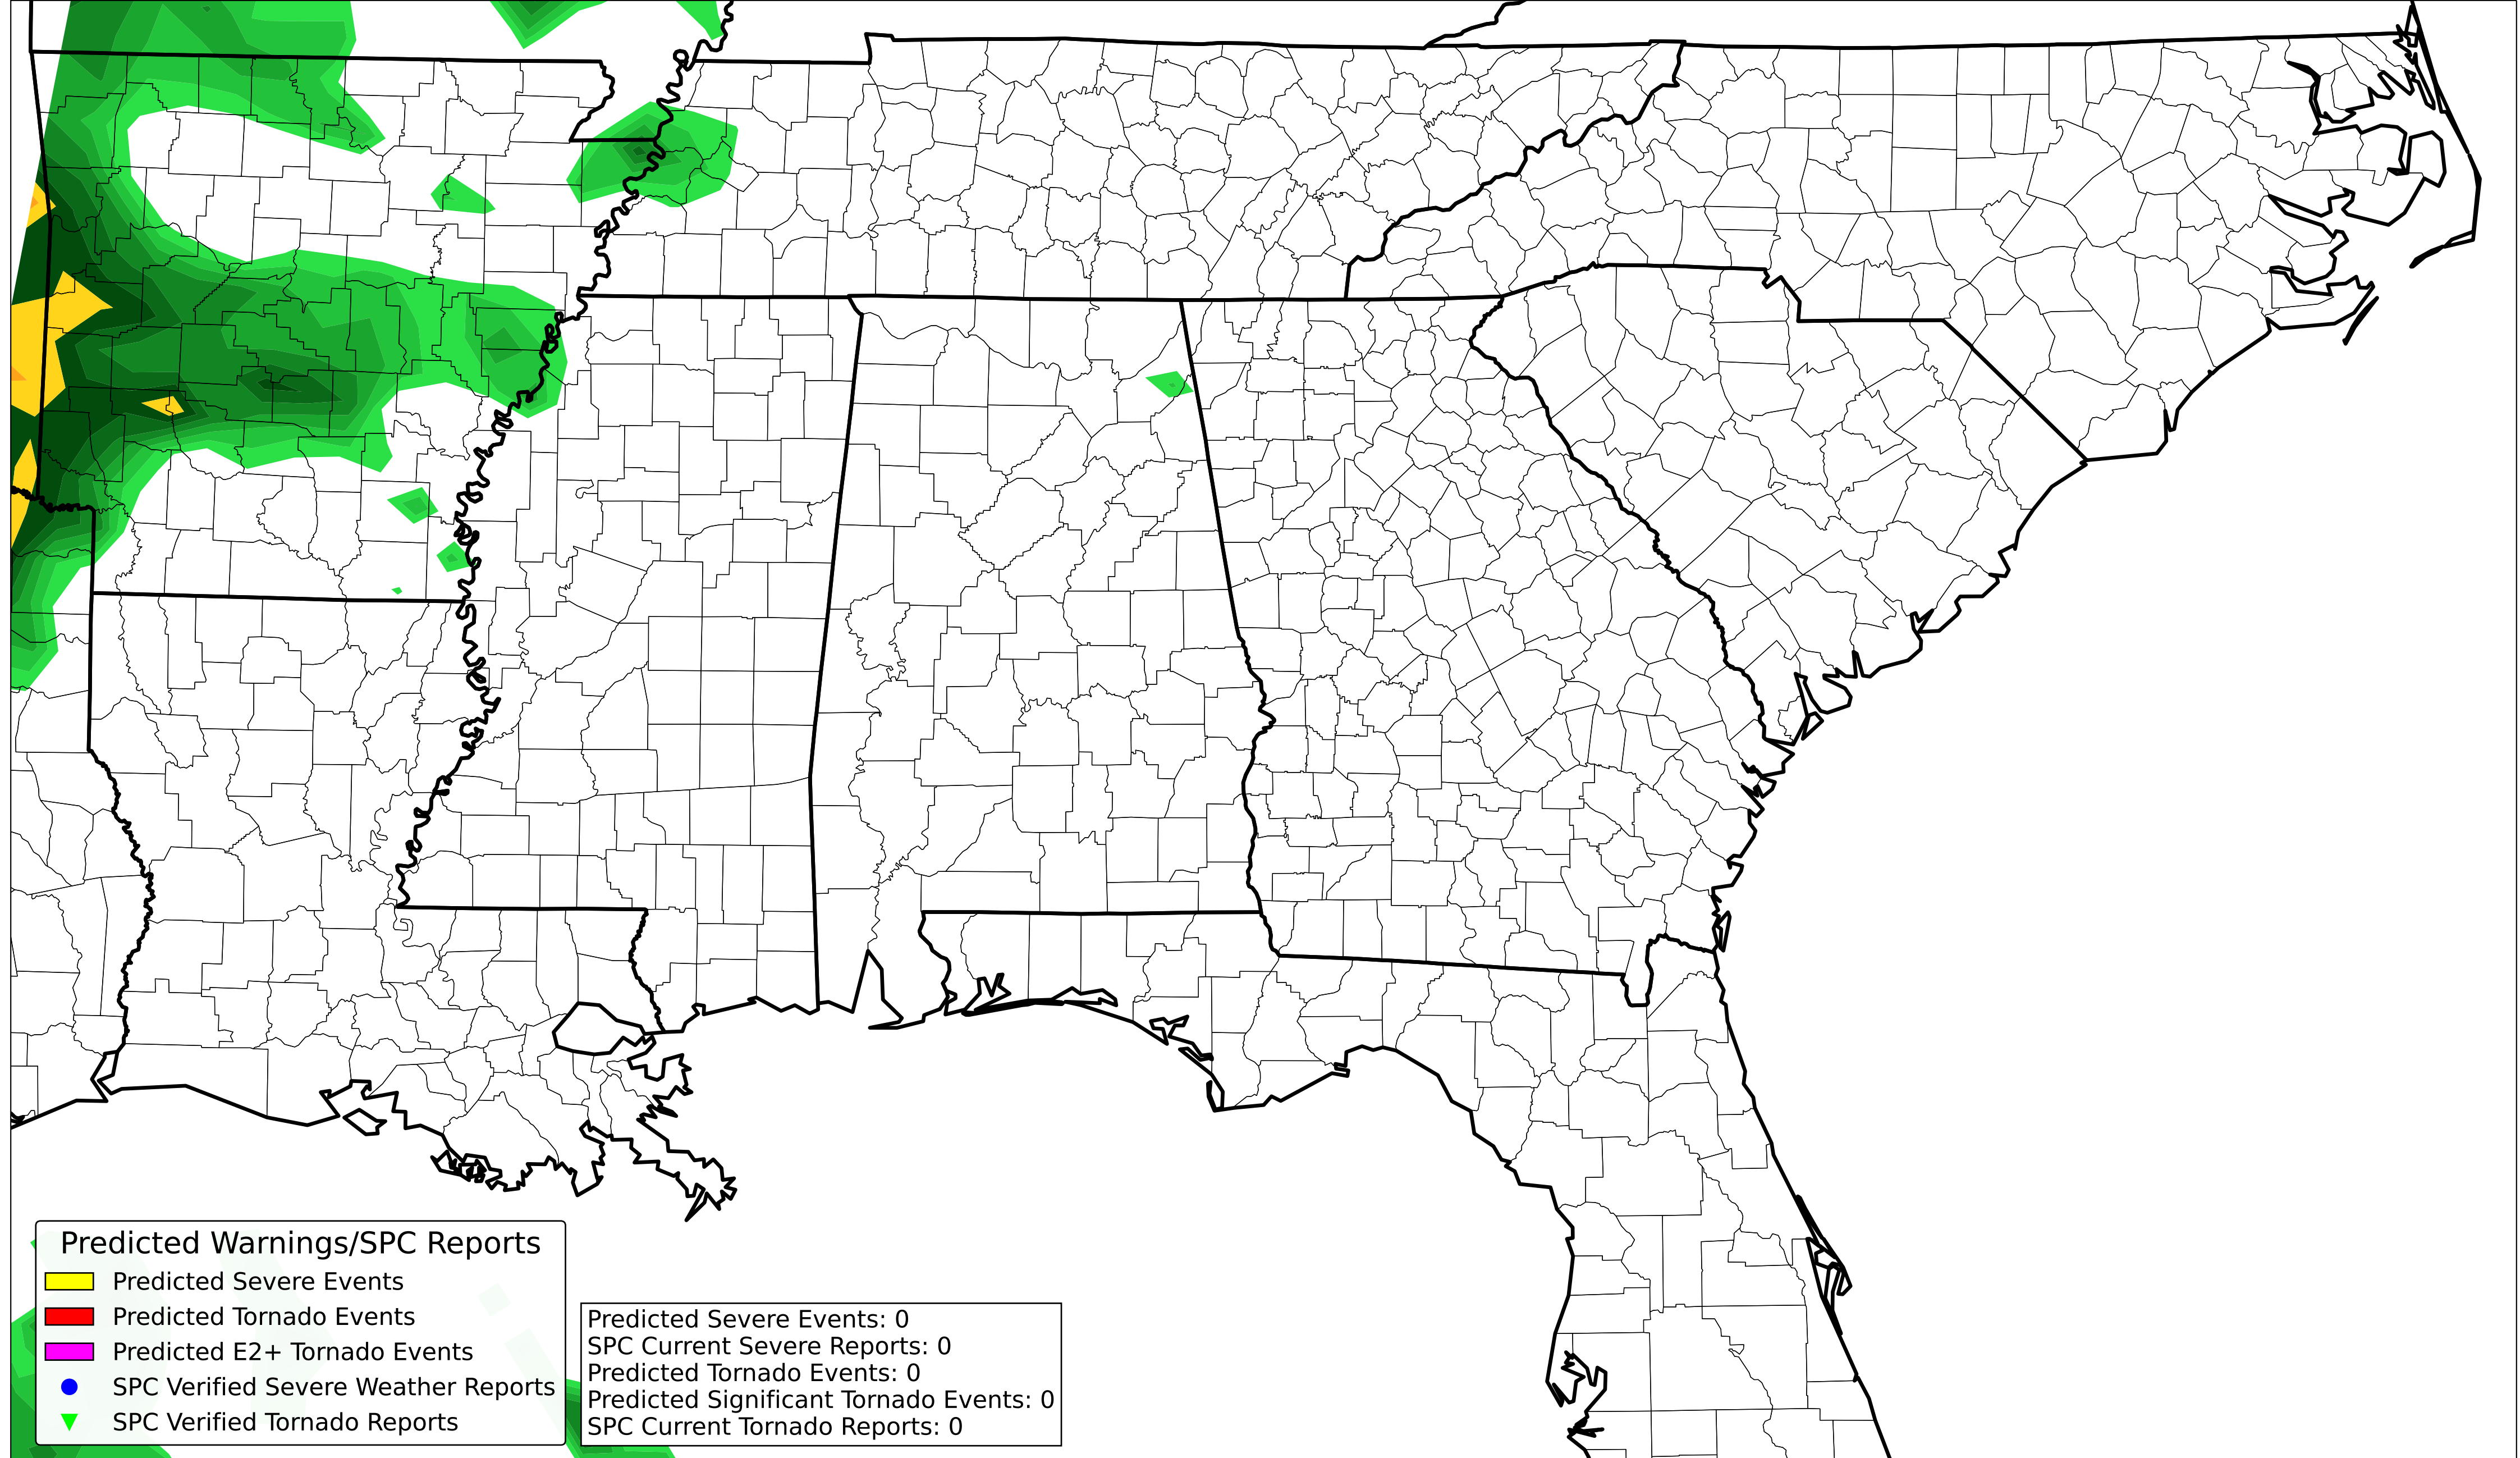 Predicted Warnings/SPC Reports
Predicted Severe Events
Predicted Tornado Events
Predicted E2+ Tornado Events
SPC Verified Severe Weather Reports
SPC Verified Tornado Reports
Predicted Severe Events: 0
SPC Current Severe Reports: 0
Predicted Tornado Events: 0
Predicted Significant Tornado Events: 0
SPC Current Tornado Reports: 0